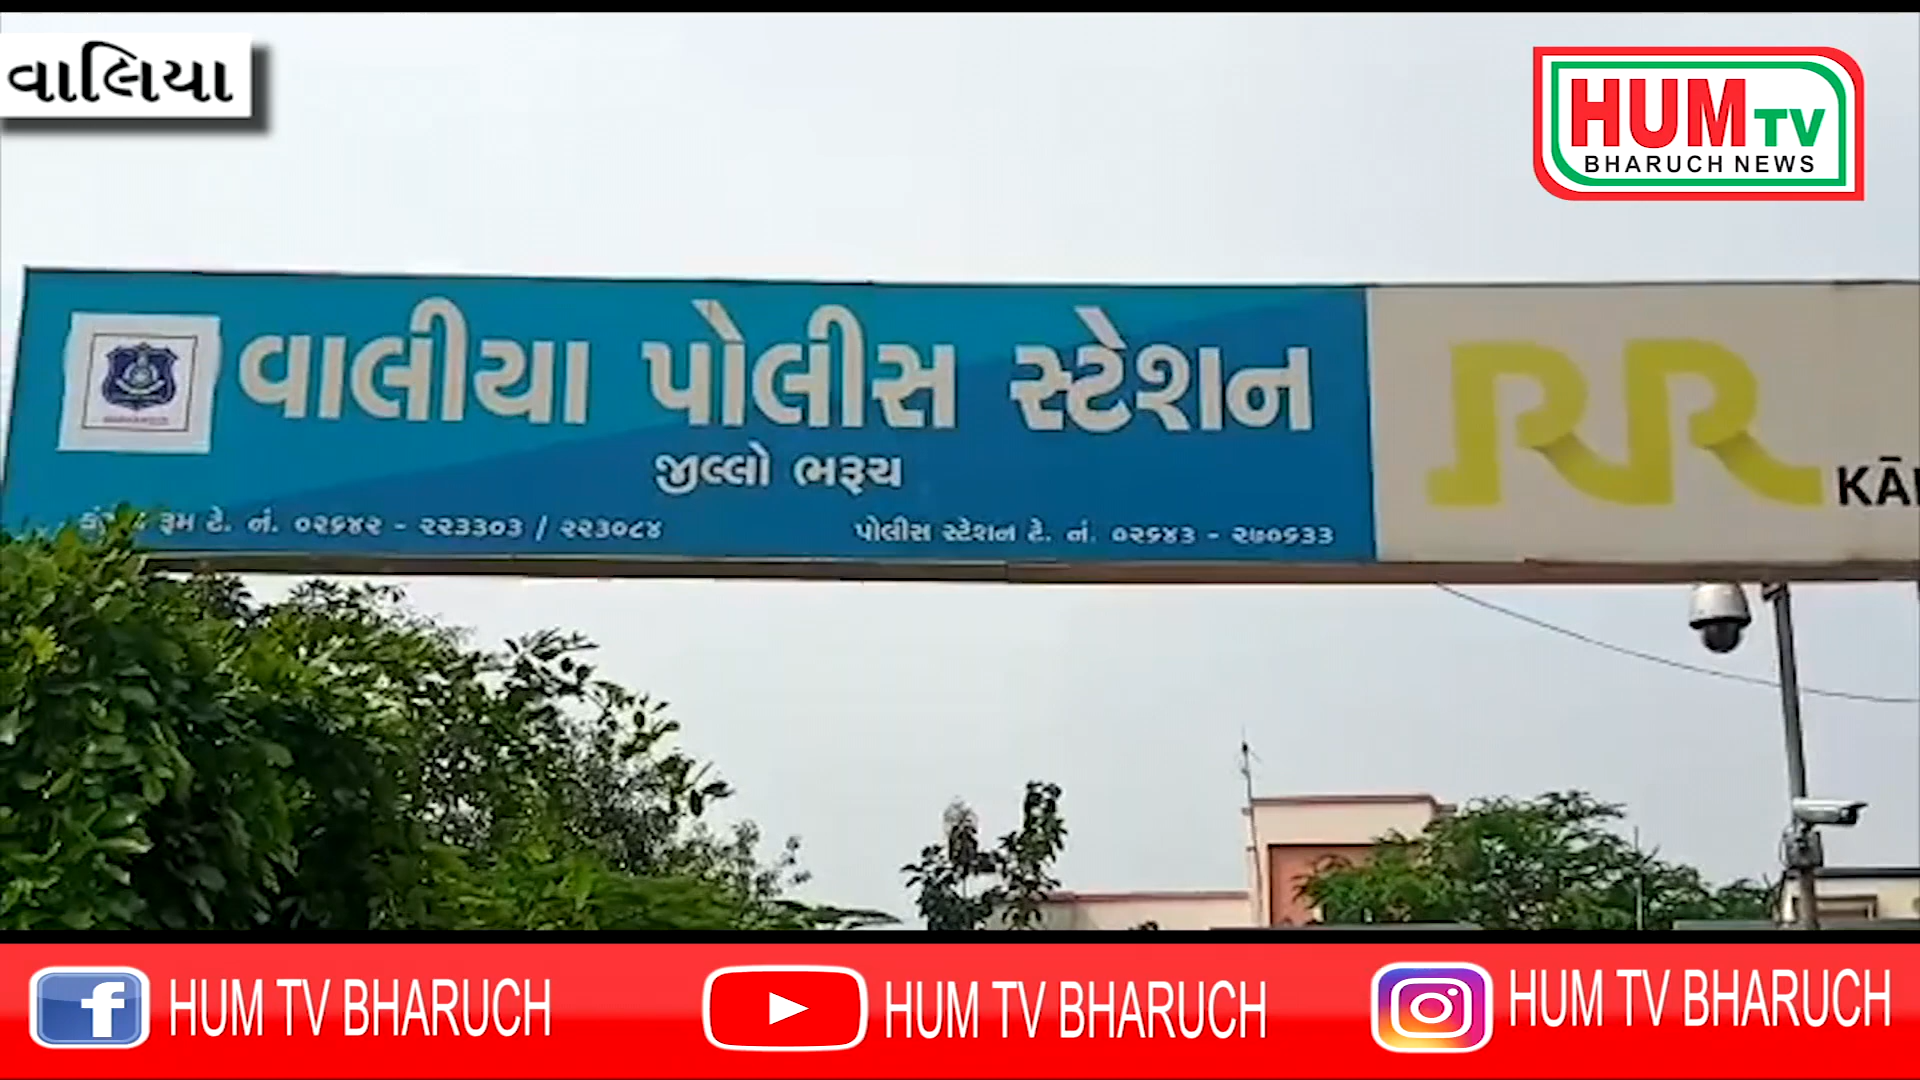 વાલિયા
HUM TV
BHARUCH NEWS
વાલીયા પોલીસ સ્ટેશન
જીલ્લો ભરૂચ
રૂમ ટે. નં. ૦૨૬૪૨ - ૨૨૩૩૦૩ / ૨૨૩૦૮૪
પોલીસ સ્ટેશન ટે. નં. ૦૨૬૪૩ - ૨૭૦૬૩૩
RR
HUM TV BHARUCH
HUM TV BHARUCH
HUM TV BHARUCH